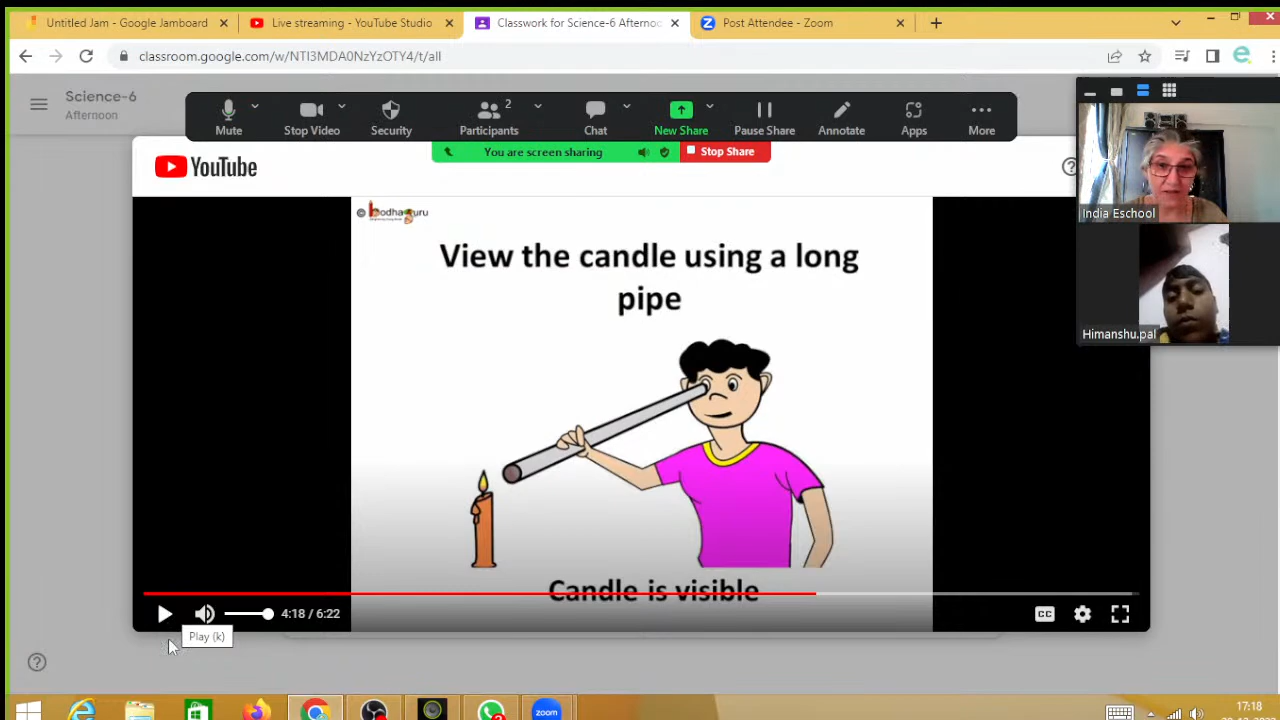 Untitled Jam - Google Jamboard
Live streaming - YouTube Studio
Classwork for Science-6 Afternoo
Post Attendee - Zoom
classroom.google.com/w/NTI3MDA0NzYzOTY4/t/all
Science-6
Afternoon
Mute
Stop Video
Security
2
Participants
Chat
New Share
Pause Share
Annotate
Apps
More
You are screen sharing
Stop Share
YouTube
India Eschool
Himanshu.pal
View the candle using a long
pipe
Candle is visible
4:18 / 6:22
CC
Play (k)
zoom
17:18